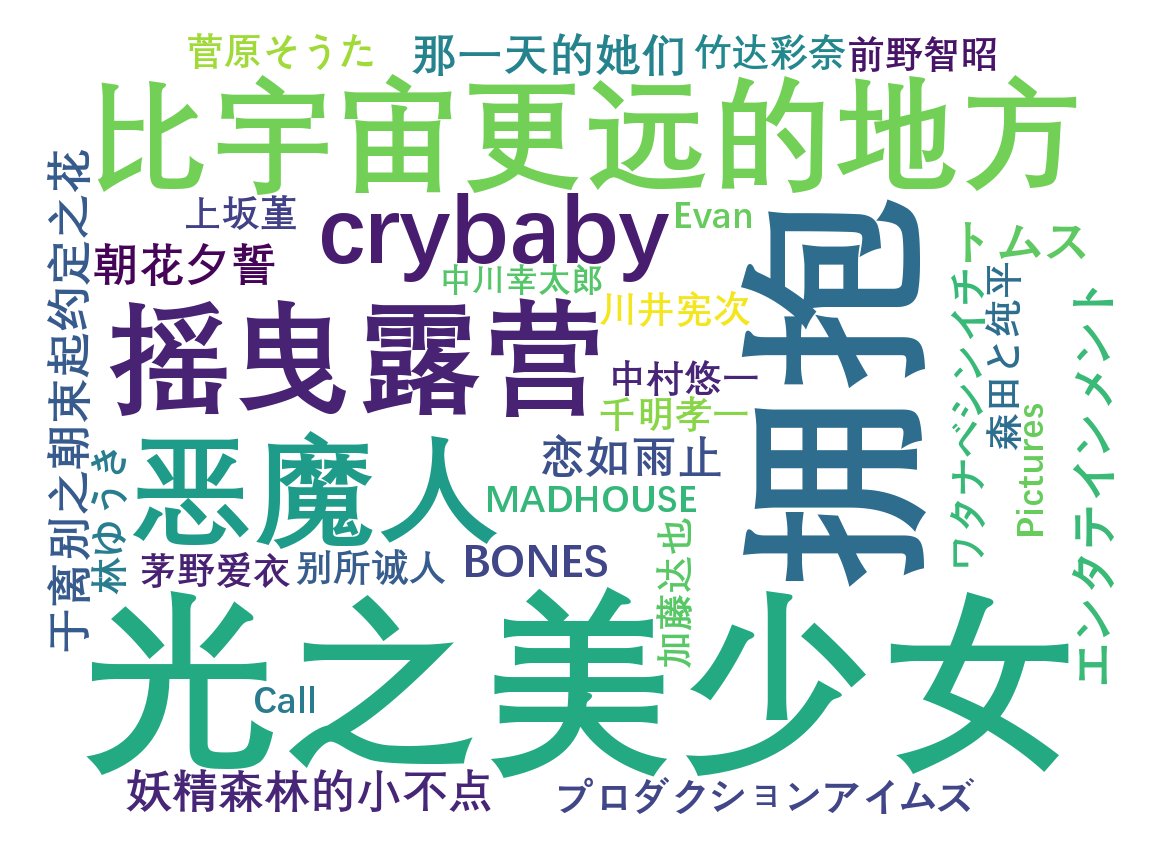 菅原そうた
那一天的她们
竹达彩奈
前野智昭
比宇宙更远的地方
上坂堇
crybaby
Evan
朝花夕誓
中川幸太郎
トムス
拥抱
于离别之朝束起约定之花
摇曳露营
川井宪次
ワタナベシンイチ
森田と纯平
エンタテインメント
中村悠一
千明孝一
恶魔人
恋如雨止
林ゆうき
MADHOUSE
Pictures
茅野爱衣
别所诚人
BONES
加藤达也
光之美少女
Call
妖精森林的小不点
プロダクションアイムズ